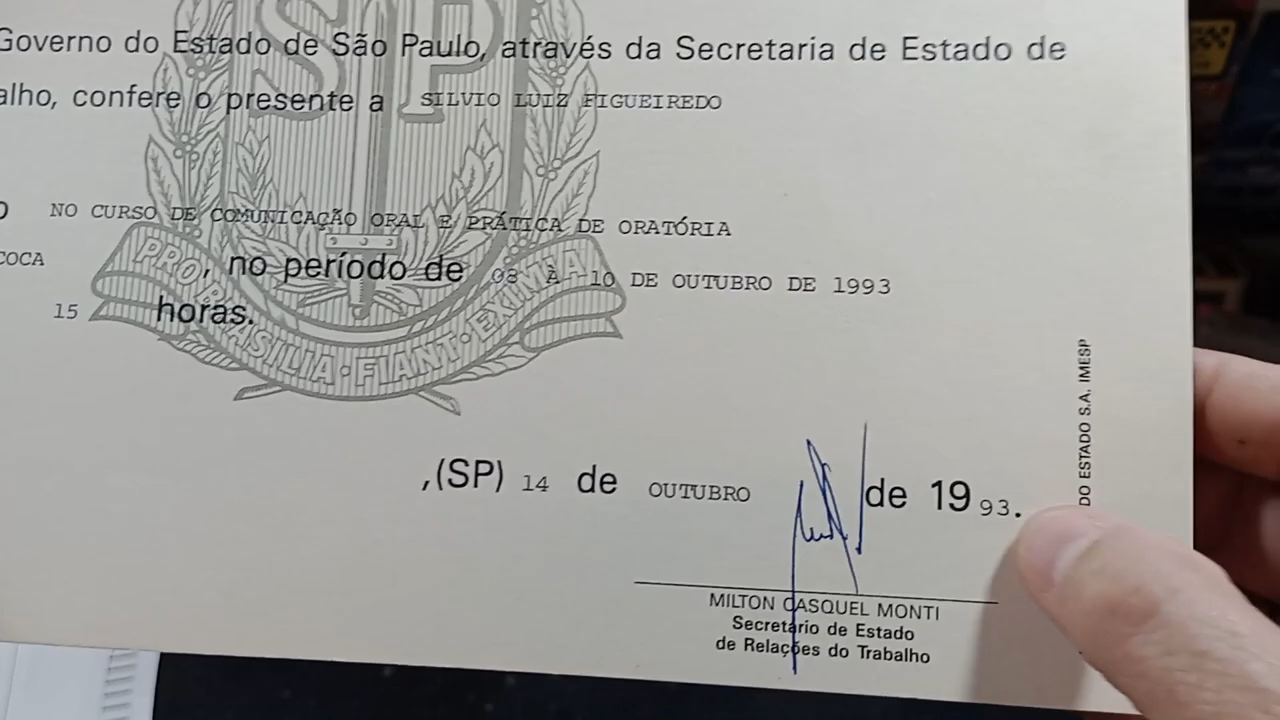 Governo do Estado de São Paulo, através da Secretaria de Estado de
alho, confere o presente a SILVIO LUIZ FIGUEIREDO
O NO CURSO DE COMUNICAÇÃO ORAL E PRÁTICA DE ORATÓRIA
COCA , no período de 08 À 10 DE OUTUBRO DE 1993
15 horas.
SP
PRO BRASILIA FIANT EXIMIA
,(SP) 14 de OUTUBRO de 19 93.
MILTON CASQUEL MONTI
Secretário de Estado
de Relações do Trabalho
DO ESTADO S.A. IMESP